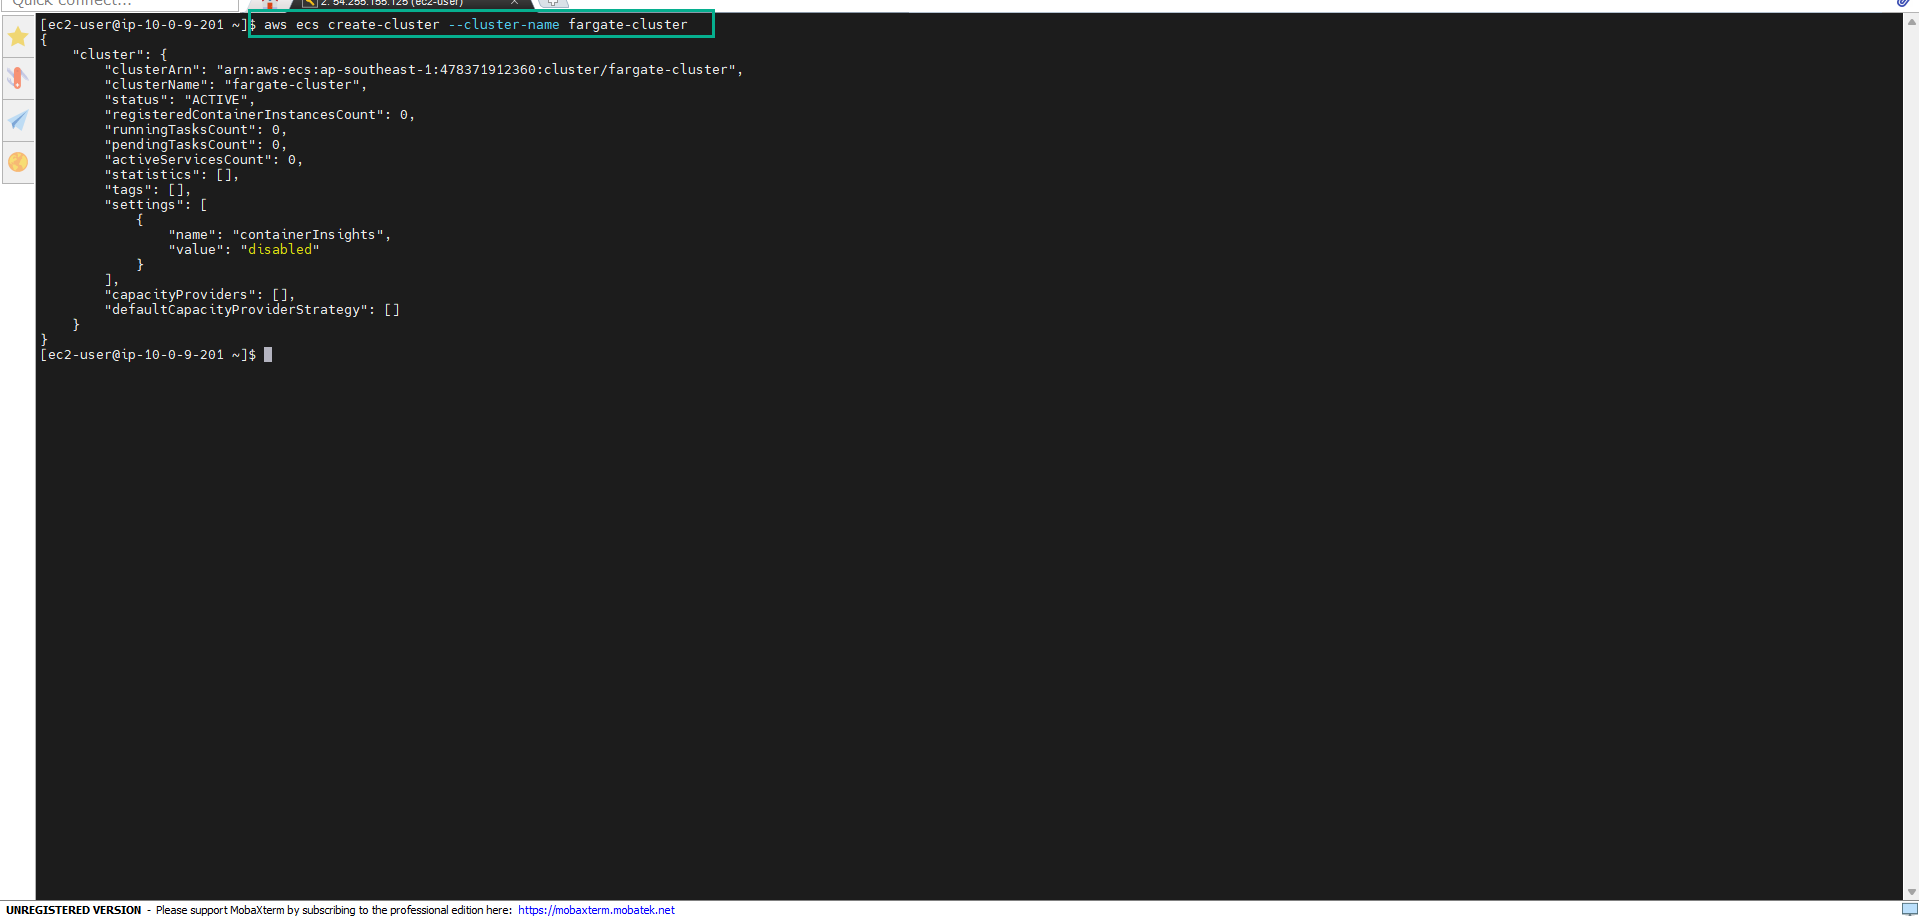 Quick connect...
2. 54.255.155.125 (ec2-user)
[ec2-user@ip-10-0-9-201 ~]$ aws ecs create-cluster --cluster-name fargate-cluster
{
    "cluster": {
        "clusterArn": "arn:aws:ecs:ap-southeast-1:478371912360:cluster/fargate-cluster",
        "clusterName": "fargate-cluster",
        "status": "ACTIVE",
        "registeredContainerInstancesCount": 0,
        "runningTasksCount": 0,
        "pendingTasksCount": 0,
        "activeServicesCount": 0,
        "statistics": [],
        "tags": [],
        "settings": [
            {
                "name": "containerInsights",
                "value": "disabled"
            }
        ],
        "capacityProviders": [],
        "defaultCapacityProviderStrategy": []
    }
}
[ec2-user@ip-10-0-9-201 ~]$
UNREGISTERED VERSION - Please support MobaXterm by subscribing to the professional edition here: https://mobaxterm.mobatek.net